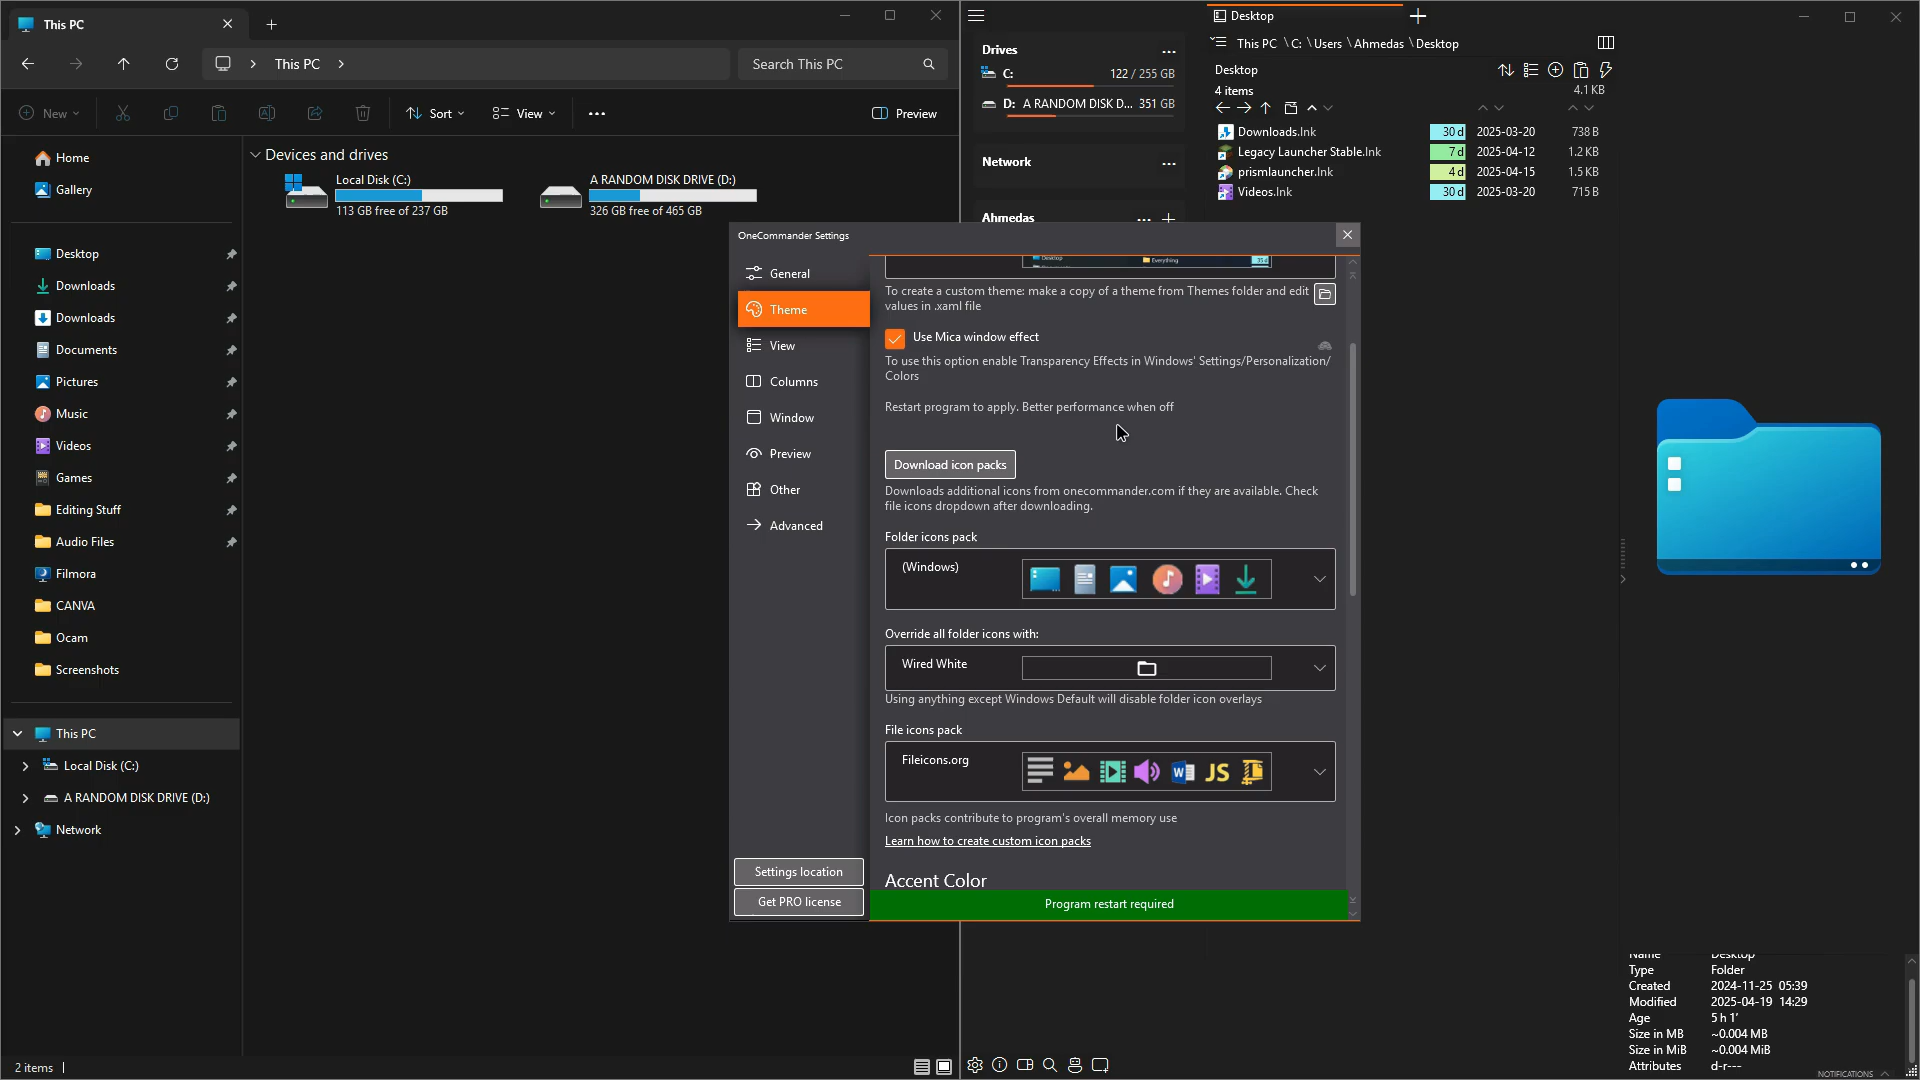 This PC
This PC
Search This PC
New
Sort
View
Preview
Home
Gallery
Desktop
Downloads
Downloads
Documents
Pictures
Music
Videos
Games
Editing Stuff
Audio Files
Filmora
CANVA
Ocam
Screenshots
This PC
Local Disk (C:)
A RANDOM DISK DRIVE (D:)
Network
2 items
Devices and drives
Local Disk (C:)
113 GB free of 237 GB
A RANDOM DISK DRIVE (D:)
326 GB free of 465 GB
Drives
C: 122 / 255 GB
D: A RANDOM DISK D... 351 GB
Network
Ahmedas
Desktop
This PC \ C: \ Users \ Ahmedas \ Desktop
Desktop
4 items 4.1 KB
Downloads.lnk 30 d 2025-03-20 738 B
Legacy Launcher Stable.lnk 7 d 2025-04-12 1.2 KB
prismlauncher.lnk 4 d 2025-04-15 1.5 KB
Videos.lnk 30 d 2025-03-20 715 B
OneCommander Settings
General
Theme
View
Columns
Window
Preview
Other
Advanced
Settings location
Get PRO license
Desktop Everything 35 d
To create a custom theme: make a copy of a theme from Themes folder and edit
values in .xaml file
Use Mica window effect
To use this option enable Transparency Effects in Windows' Settings/Personalization/
Colors
Restart program to apply. Better performance when off
Download icon packs
Downloads additional icons from onecommander.com if they are available. Check
file icons dropdown after downloading.
Folder icons pack
(Windows)
Override all folder icons with:
Wired White
Using anything except Windows Default will disable folder icon overlays
File icons pack
Fileicons.org
W JS
Icon packs contribute to program's overall memory use
Learn how to create custom icon packs
Accent Color
Program restart required
Name Desktop
Type Folder
Created 2024-11-25 05:39
Modified 2025-04-19 14:29
Age 5 h 1'
Size in MB ~0.004 MB
Size in MiB ~0.004 MiB
Attributes d-r---
NOTIFICATIONS